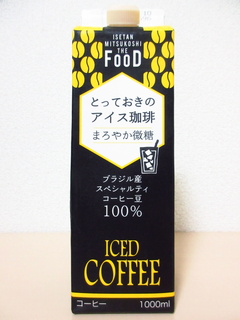 ISETAN
MITSUKOSHI
THE
FOOD
とっておきの
アイス珈琲
まろやか微糖
ブラジル産
スペシャルティ
コーヒー豆
100%
ICED
COFFEE
コーヒー
1000ml